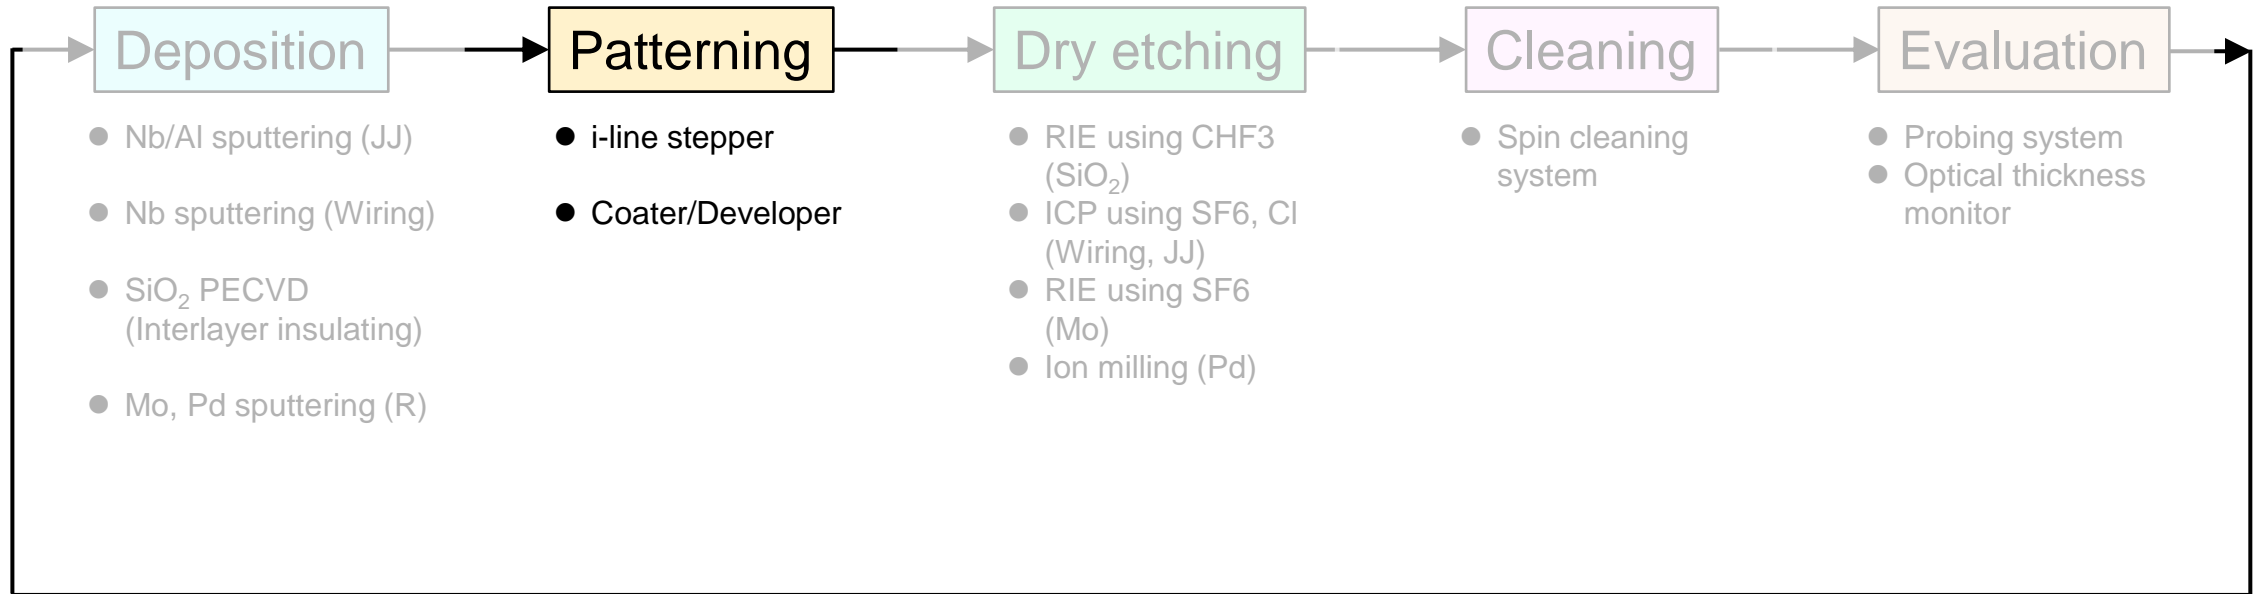 Deposition
Patterning
Dry etching
Cleaning
Evaluation
● Nb/Al sputtering (JJ)
● Nb sputtering (Wiring)
● SiO₂ PECVD
(Interlayer insulating)
● Mo, Pd sputtering (R)
● i-line stepper
● Coater/Developer
● RIE using CHF3
(SiO₂)
● ICP using SF6, Cl
(Wiring, JJ)
● RIE using SF6
(Mo)
● Ion milling (Pd)
● Spin cleaning
system
● Probing system
● Optical thickness
monitor